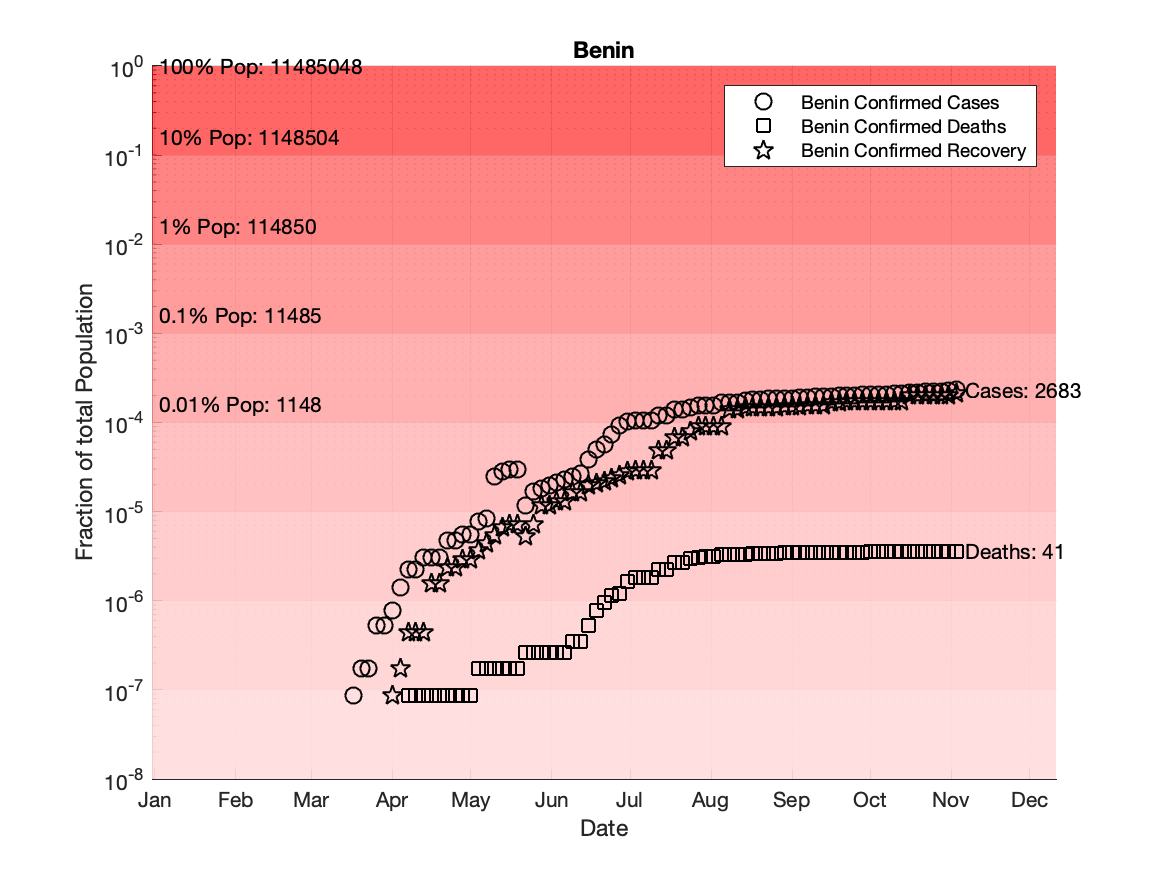 Benin
10^0
100% Pop: 11485048
Benin Confirmed Cases
Benin Confirmed Deaths
Benin Confirmed Recovery
10% Pop: 1148504
10^-1
1% Pop: 114850
10^-2
0.1% Pop: 11485
10^-3
0.01% Pop: 1148
Cases: 2683
10^-4
10^-5
Deaths: 41
10^-6
10^-7
10^-8
Fraction of total Population
Jan Feb Mar Apr May Jun Jul Aug Sep Oct Nov Dec
Date